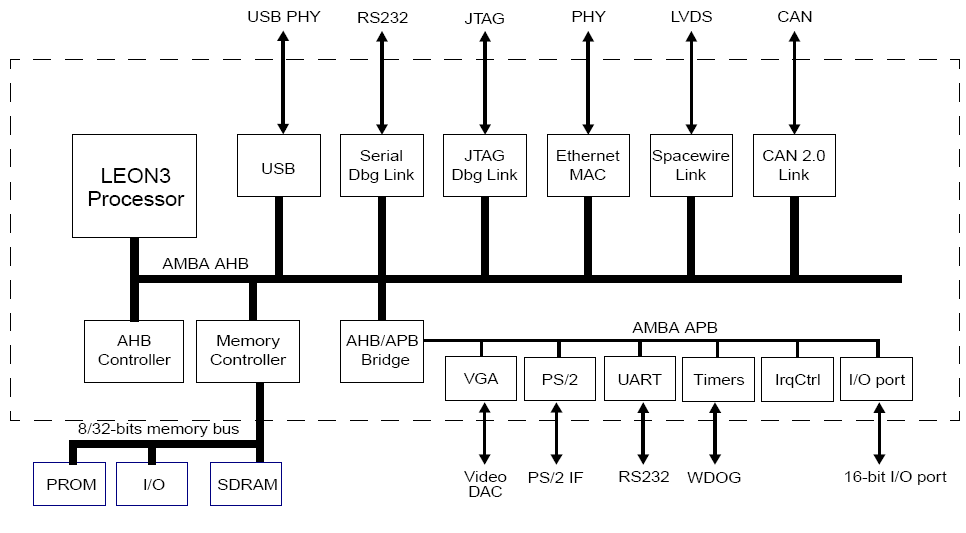 USB PHY
RS232
JTAG
PHY
LVDS
CAN
LEON3
Processor
USB
Serial
Dbg Link
JTAG
Dbg Link
Ethernet
MAC
Spacewire
Link
CAN 2.0
Link
AMBA AHB
AHB
Controller
Memory
Controller
AHB/APB
Bridge
AMBA APB
VGA
PS/2
UART
Timers
IrqCtrl
I/O port
8/32-bits memory bus
PROM
I/O
SDRAM
Video
DAC
PS/2 IF
RS232
WDOG
16-bit I/O port